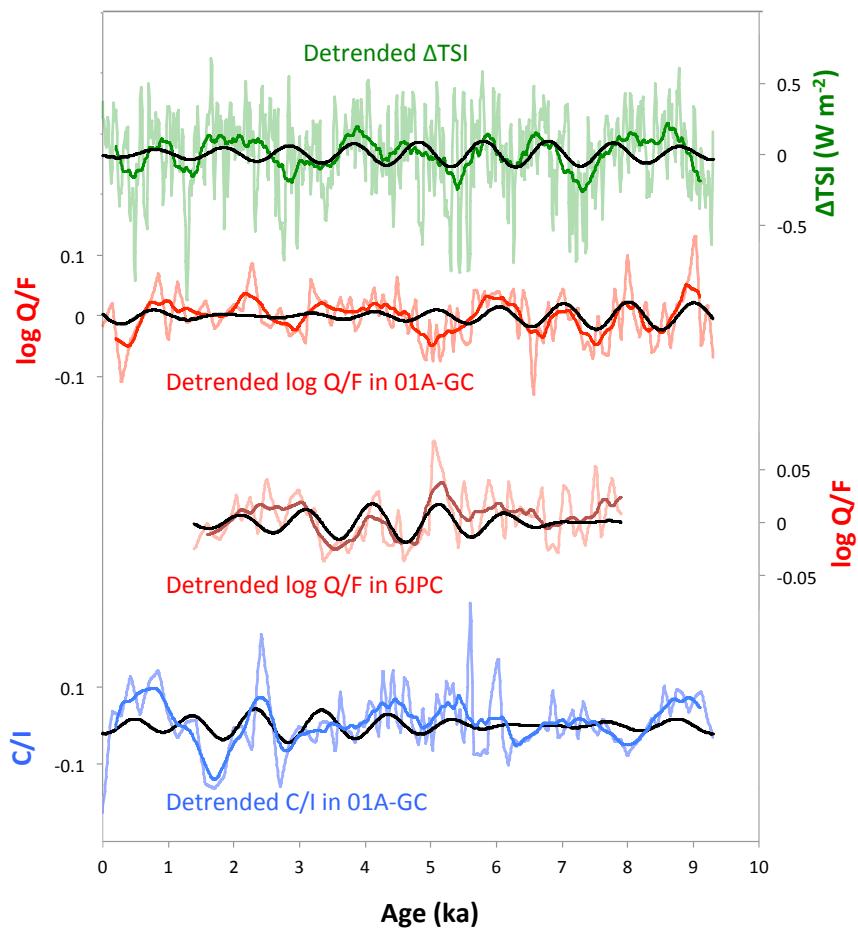 Detrended ΔTSI
0.5
0
-0.5
ΔTSI (W m⁻²)
0.1
0
-0.1
log Q/F
Detrended log Q/F in 01A-GC
0.05
0
-0.05
log Q/F
Detrended log Q/F in 6JPC
0.1
-0.1
C/I
Detrended C/I in 01A-GC
0 1 2 3 4 5 6 7 8 9 10
Age (ka)